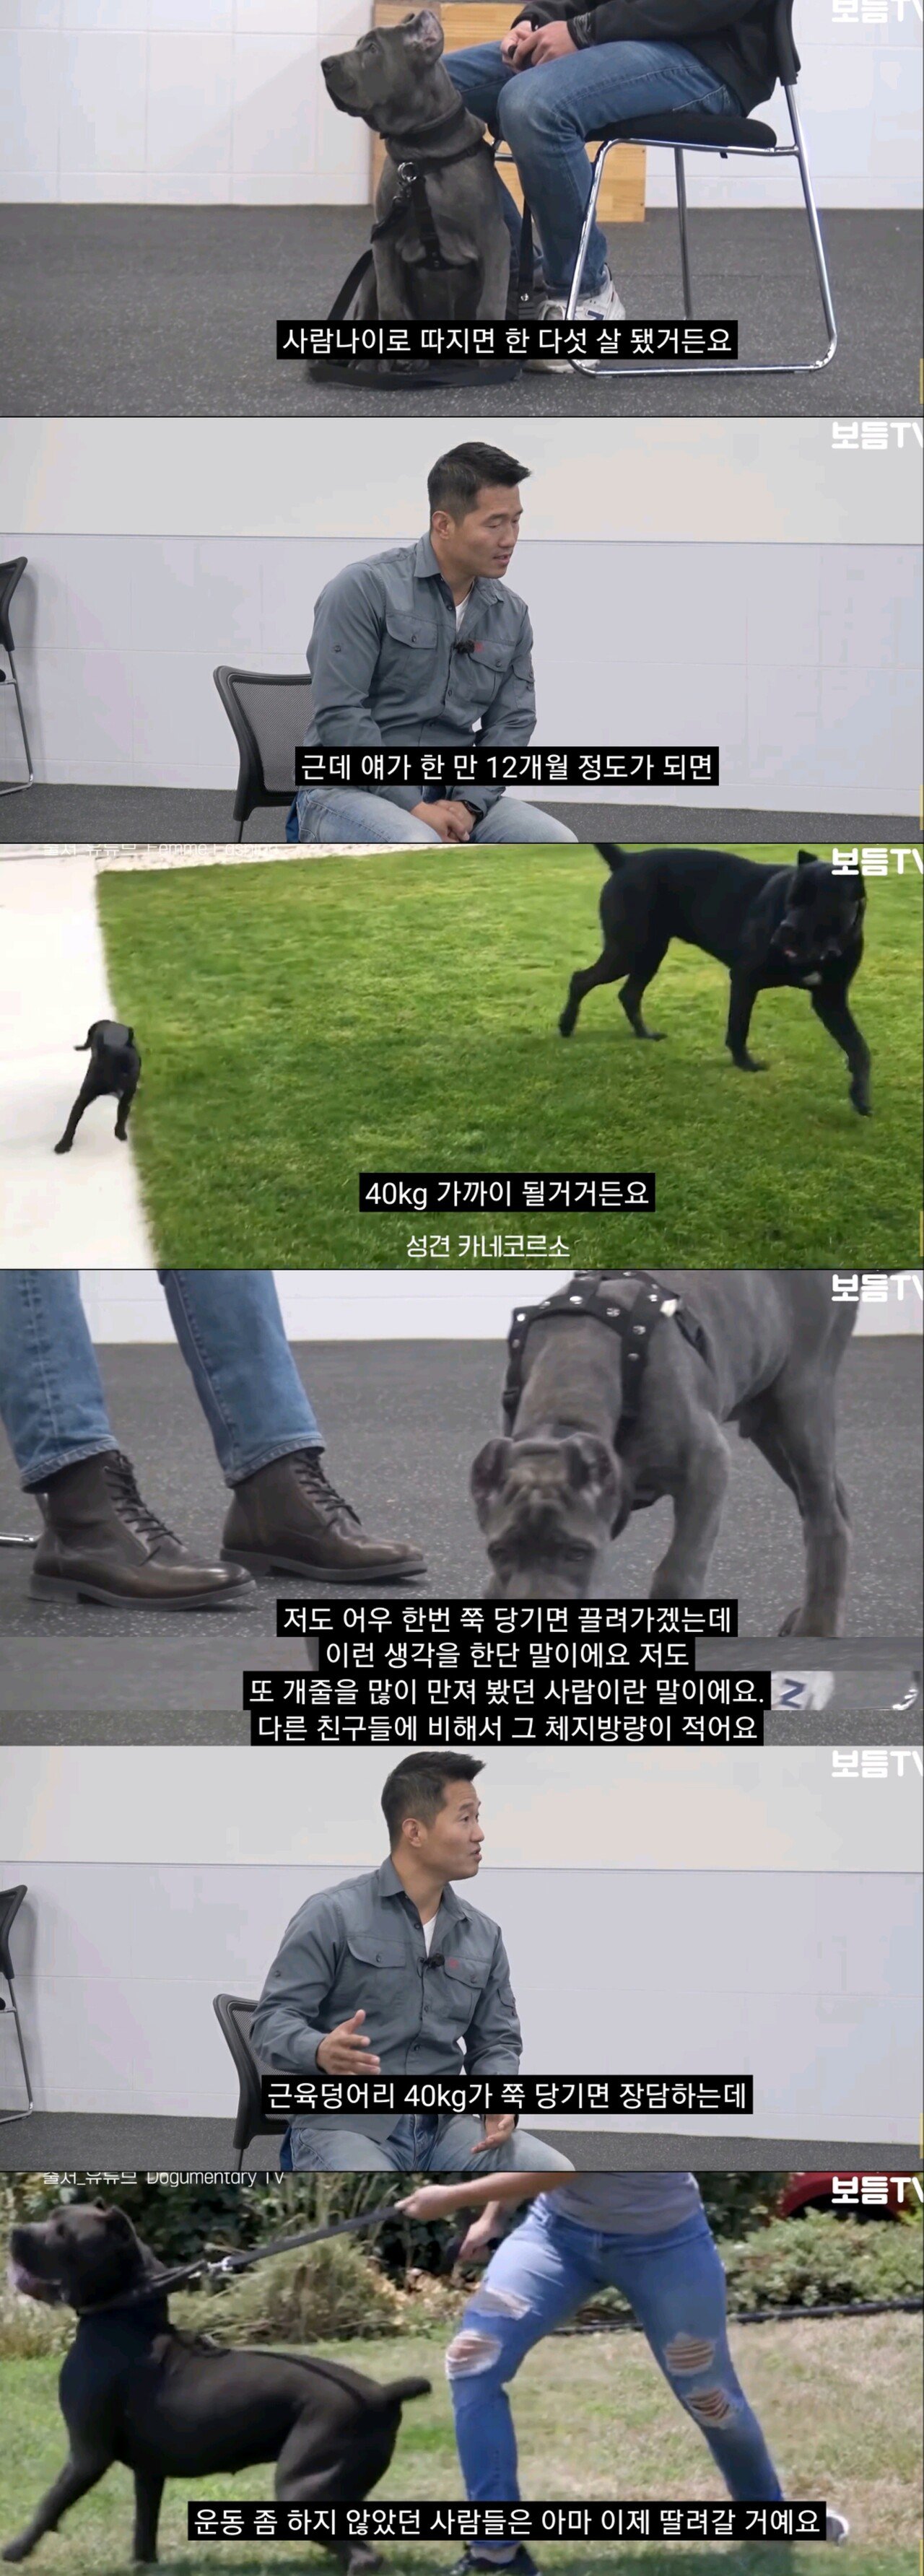 보듬TV
사람나이로 따지면 한 다섯 살 됐거든요
보듬TV
근데 얘가 한 만 12개월 정도가 되면
보듬TV
40kg 가까이 될거거든요
성견 카네코르소
보듬TV
저도 어우 한번 쭉 당기면 끌려가겠는데
이런 생각을 한단 말이에요 저도
또 개줄을 많이 만져 봤던 사람이란 말이에요.
다른 친구들에 비해서 그 체지방량이 적어요
보듬TV
근육덩어리 40kg가 쭉 당기면 장담하는데
출처_유튜브 Dogumentary TV
보듬TV
운동 좀 하지 않았던 사람들은 아마 이제 딸려갈 거예요